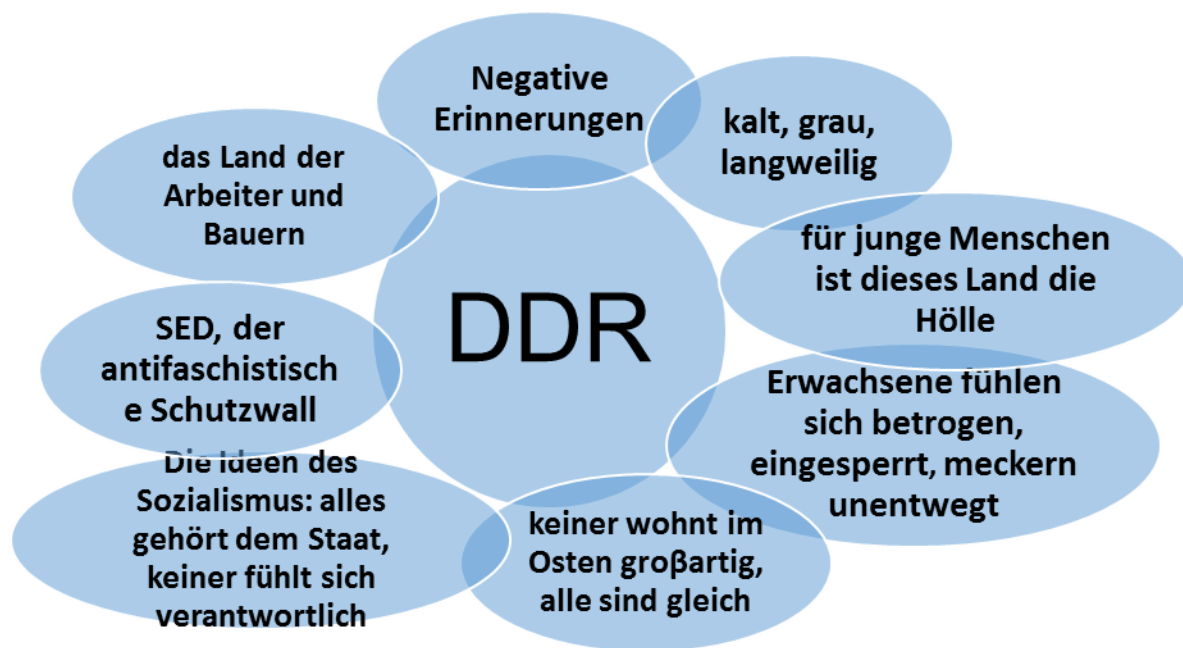 Negative
Erinnerungen
kalt, grau,
langweilig
für junge Menschen
ist dieses Land die
Hölle
Erwachsene fühlen
sich betrogen,
eingesperrt, meckern
unentwegt
keiner wohnt im
Osten groβartig,
alle sind gleich
Die Ideen des
Sozialismus: alles
gehört dem Staat,
keiner fühlt sich
verantwortlich
SED, der
antifaschistisch
e Schutzwall
das Land der
Arbeiter und
Bauern
DDR